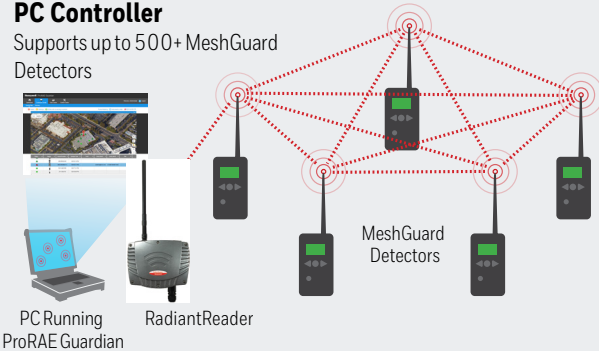 PC Controller
Supports up to 500+ MeshGuard
Detectors
MeshGuard
Detectors
PC Running
ProRAE Guardian
RadiantReader